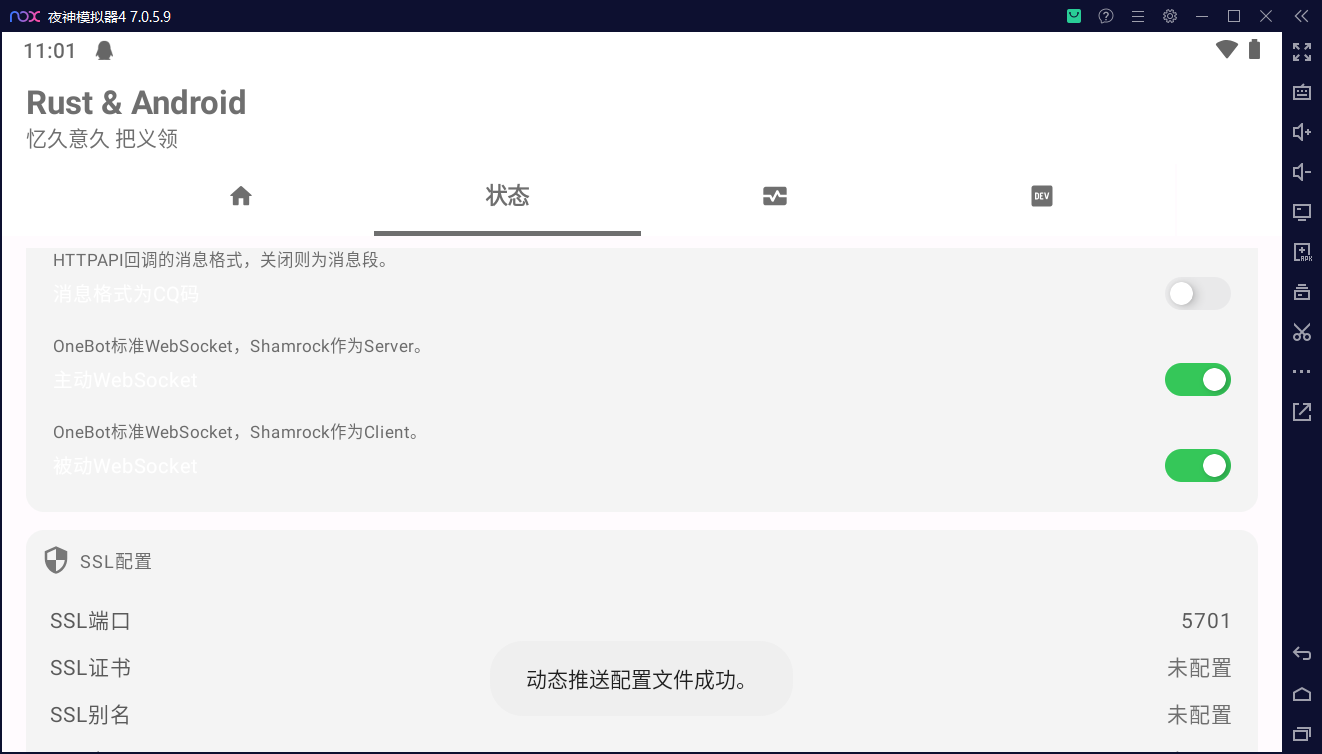 nox 夜神模拟器4 7.0.5.9
11:01
Rust & Android
忆久意久 把义领
状态
DEV
HTTPAPI回调的消息格式，关闭则为消息段。
消息格式为CQ码
OneBot标准WebSocket，Shamrock作为Server。
主动WebSocket
OneBot标准WebSocket，Shamrock作为Client。
被动WebSocket
SSL配置
SSL端口 5701
SSL证书 未配置
动态推送配置文件成功。
SSL别名 未配置
APK